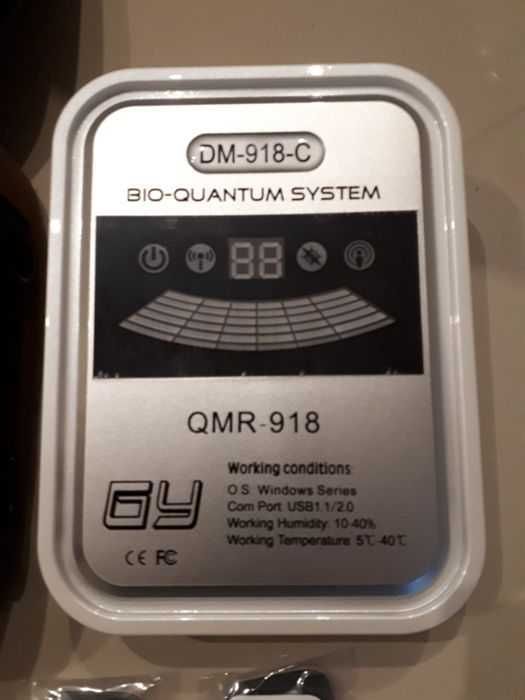 DM-918-C
BIO-QUANTUM SYSTEM
88
QMR-918
Working conditions:
GY
O.S: Windows Series
Com Port: USB1.1/2.0
Working Humidity: 10-40%
Working Temperature: 5℃-40℃
CE FC